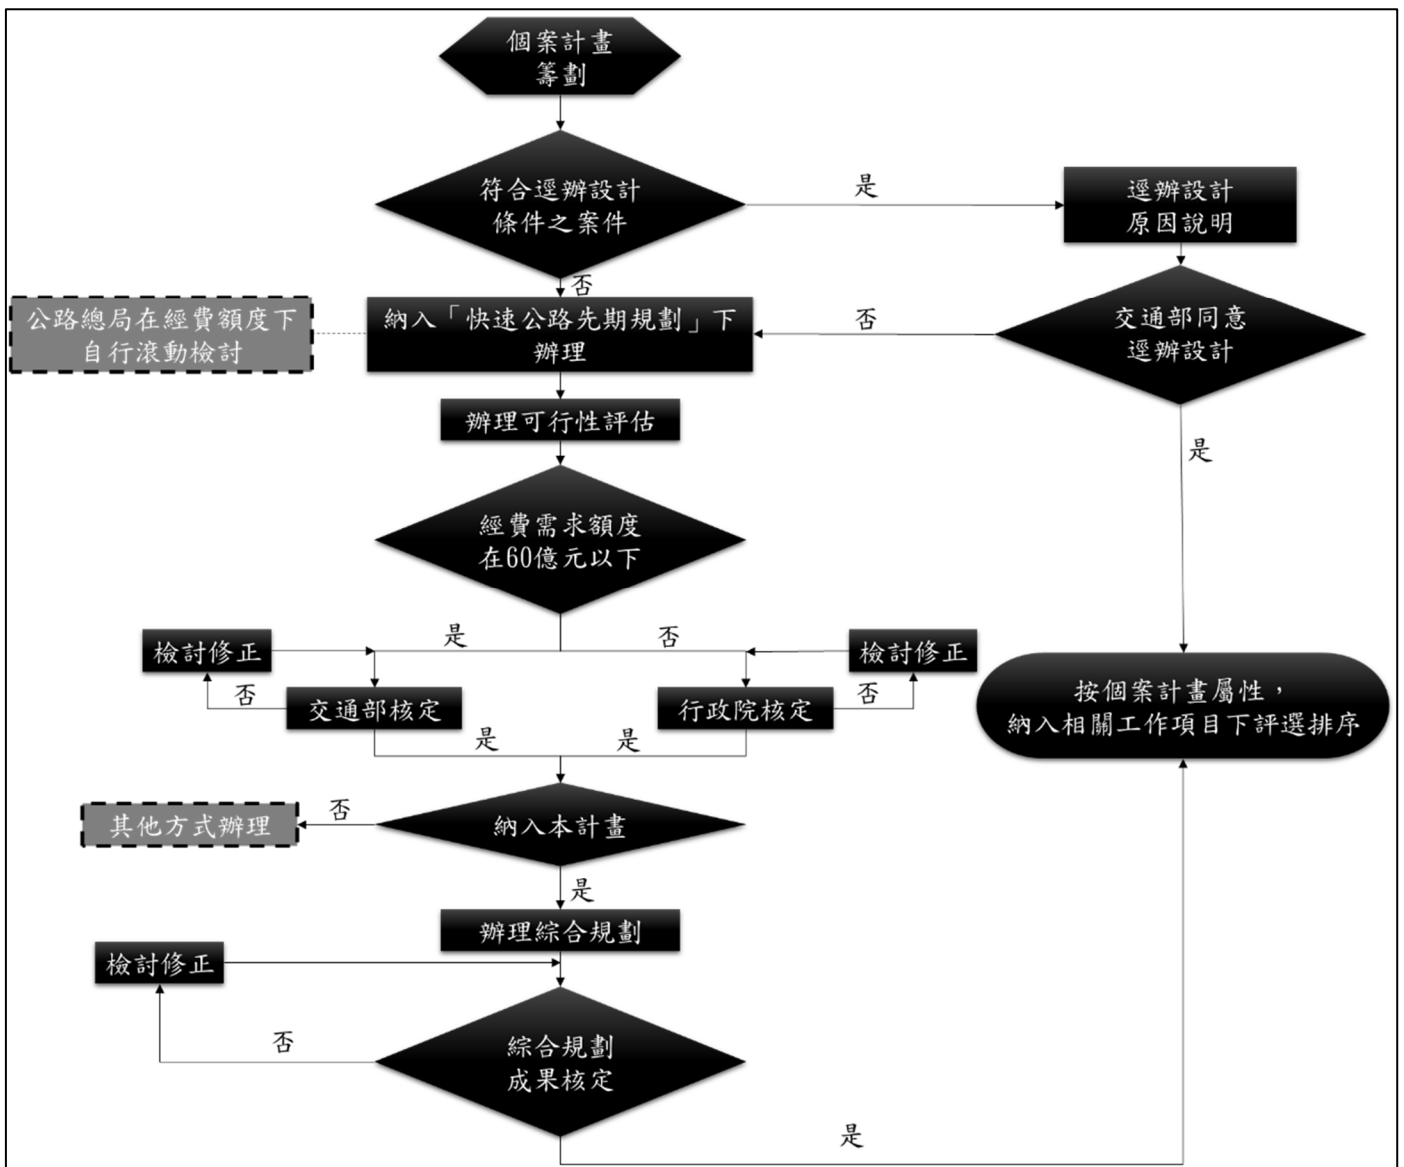 個案計畫
籌劃
符合逕辦設計
條件之案件
是
逕辦設計
原因說明
否
公路總局在經費額度下
自行滾動檢討
納入「快速公路先期規劃」下
辦理
否
交通部同意
逕辦設計
辦理可行性評估
是
經費需求額度
在60億元以下
是
否
檢討修正
檢討修正
否
交通部核定
行政院核定
否
按個案計畫屬性，
納入相關工作項目下評選排序
是
是
其他方式辦理
否
納入本計畫
是
辦理綜合規劃
檢討修正
否
綜合規劃
成果核定
是